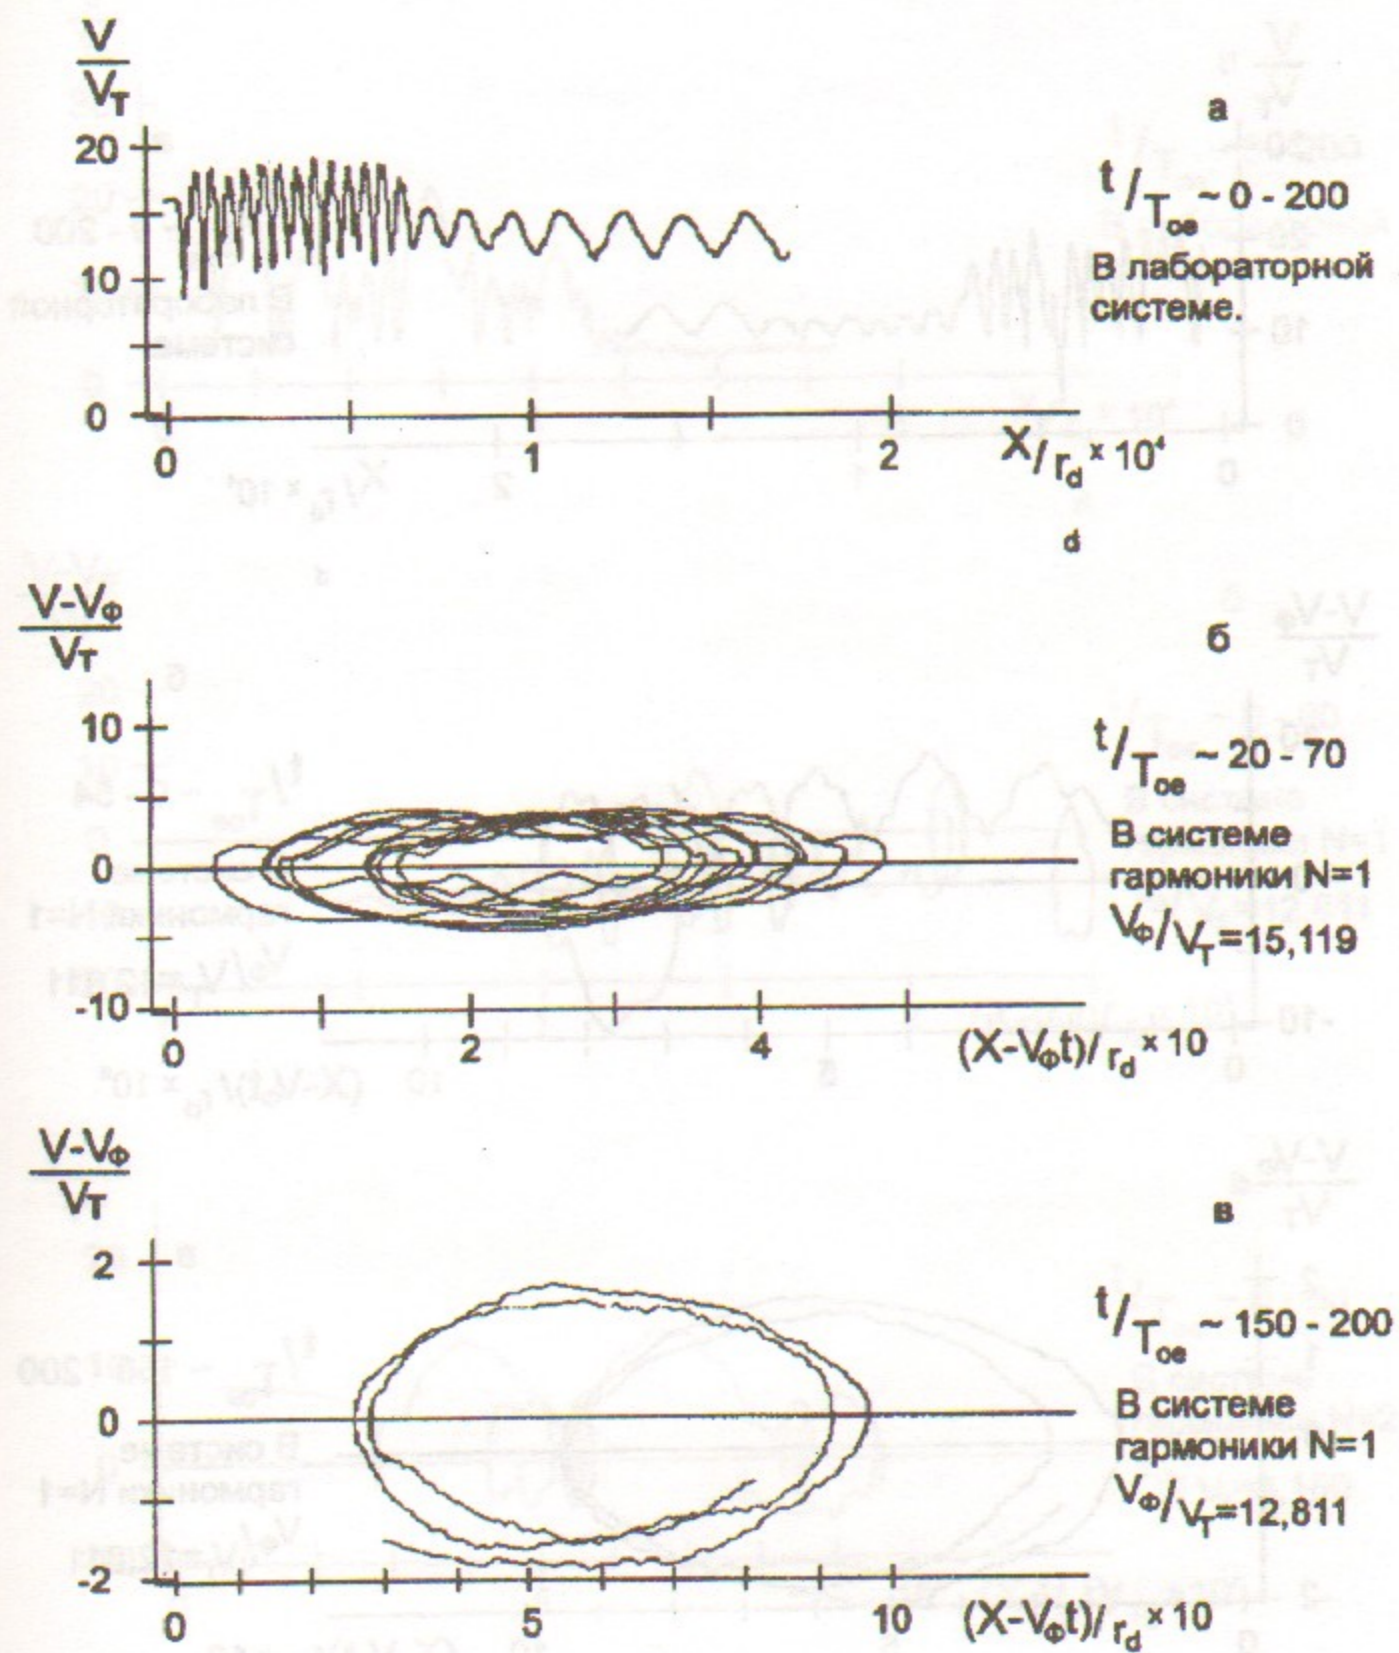 V
V_T
а
20
10
0
t/T_oe ~ 0 - 200
В лабораторной
системе.
0
1
2
X/r_d × 10⁴
d
V-V_Ф
V_T
б
10
0
-10
t/T_oe ~ 20 - 70
В системе
гармоники N=1
V_Ф/V_T=15,119
0
2
4
(X-V_Фt)/r_d × 10
V-V_Ф
V_T
в
2
0
-2
t/T_oe ~ 150 - 200
В системе
гармоники N=1
V_Ф/V_T=12,811
0
5
10
(X-V_Фt)/r_d × 10